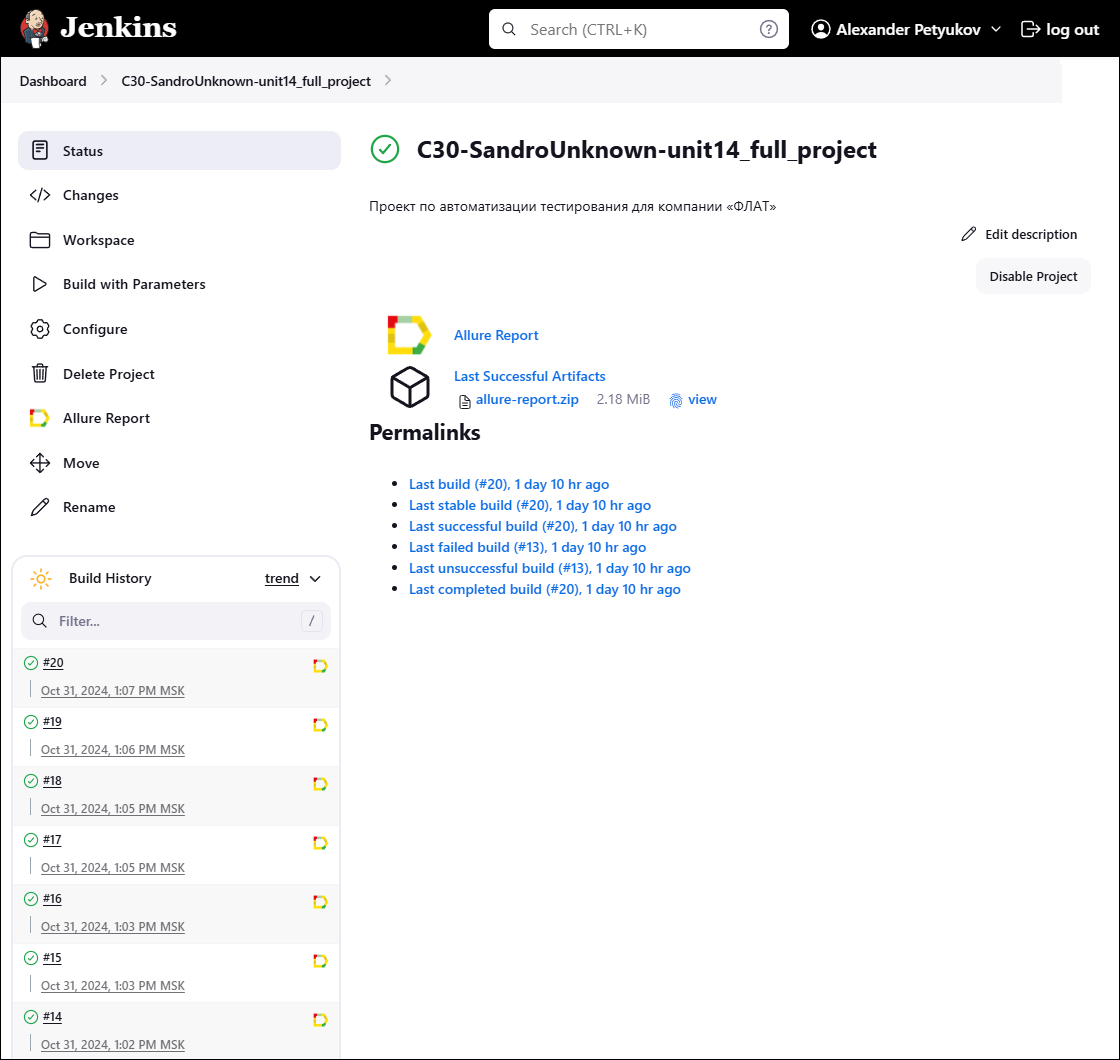 Jenkins
Search (CTRL+K)
Alexander Petyukov
log out
Dashboard
C30-SandroUnknown-unit14_full_project
Status
Changes
Workspace
Build with Parameters
Configure
Delete Project
Allure Report
Move
Rename
Build History
trend
Filter...
/
#20
Oct 31, 2024, 1:07 PM MSK
#19
Oct 31, 2024, 1:06 PM MSK
#18
Oct 31, 2024, 1:05 PM MSK
#17
Oct 31, 2024, 1:05 PM MSK
#16
Oct 31, 2024, 1:03 PM MSK
#15
Oct 31, 2024, 1:03 PM MSK
#14
Oct 31, 2024, 1:02 PM MSK
C30-SandroUnknown-unit14_full_project
Проект по автоматизации тестирования для компании «ФЛАТ»
Edit description
Disable Project
Allure Report
Last Successful Artifacts
allure-report.zip 2.18 MiB view
Permalinks
Last build (#20), 1 day 10 hr ago
Last stable build (#20), 1 day 10 hr ago
Last successful build (#20), 1 day 10 hr ago
Last failed build (#13), 1 day 10 hr ago
Last unsuccessful build (#13), 1 day 10 hr ago
Last completed build (#20), 1 day 10 hr ago